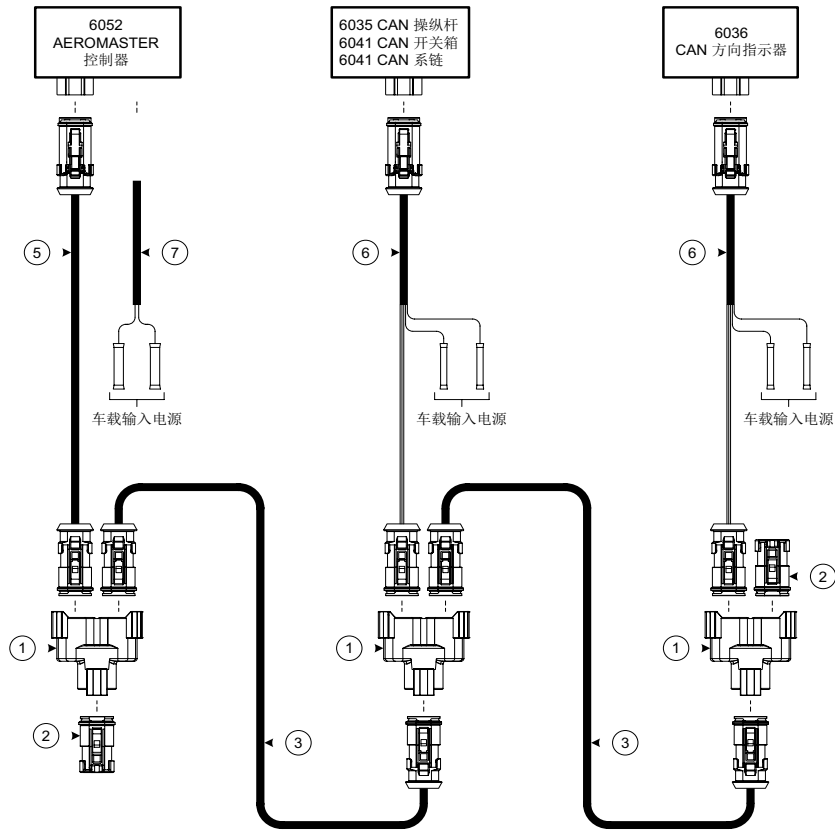 6052
AEROMASTER
控制器
6035 CAN 操纵杆
6041 CAN 开关箱
6041 CAN 系链
6036
CAN 方向指示器
5
7
6
6
车载输入电源
车载输入电源
车载输入电源
2
1
1
1
2
3
3